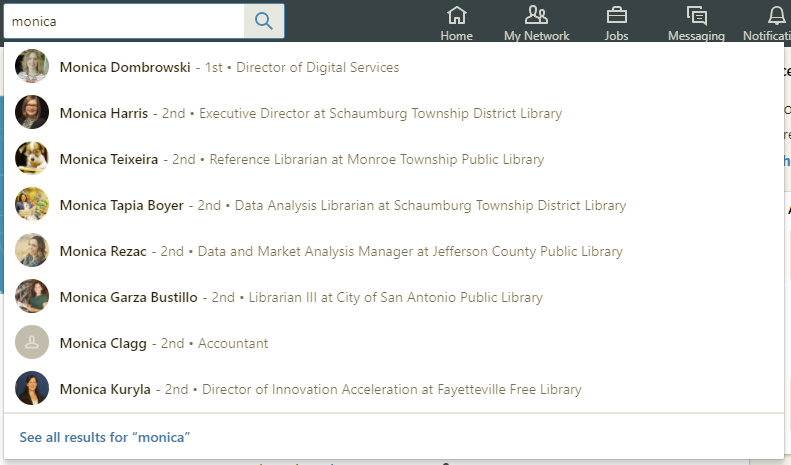 monica
Home
My Network
Jobs
Messaging
Notificati
Monica Dombrowski - 1st • Director of Digital Services
Monica Harris - 2nd • Executive Director at Schaumburg Township District Library
Monica Teixeira - 2nd • Reference Librarian at Monroe Township Public Library
Monica Tapia Boyer - 2nd • Data Analysis Librarian at Schaumburg Township District Library
Monica Rezac - 2nd • Data and Market Analysis Manager at Jefferson County Public Library
Monica Garza Bustillo - 2nd • Librarian III at City of San Antonio Public Library
Monica Clagg - 2nd • Accountant
Monica Kuryla - 2nd • Director of Innovation Acceleration at Fayetteville Free Library
See all results for “monica”